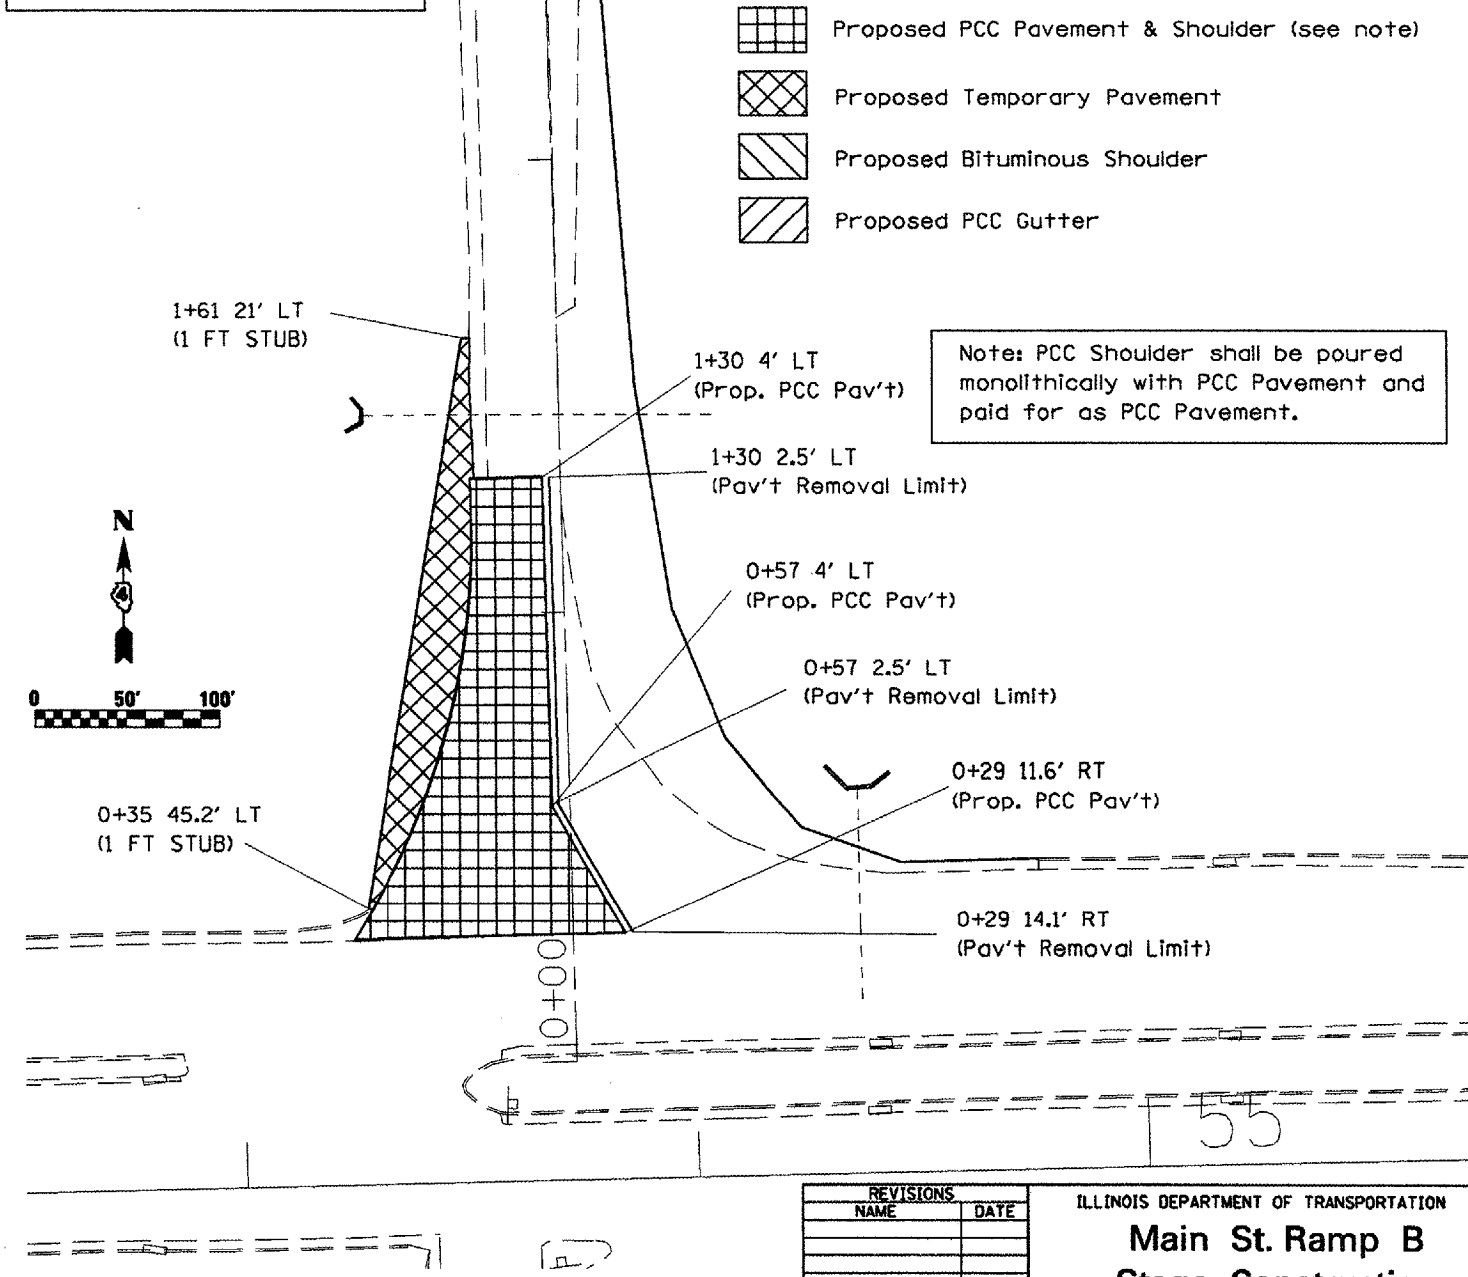 Proposed PCC Pavement & Shoulder (see note)
Proposed Temporary Pavement
Proposed Bituminous Shoulder
Proposed PCC Gutter
1+61 21' LT
(1 FT STUB)
1+30 4' LT
(Prop. PCC Pav't)
Note: PCC Shoulder shall be poured
monolithically with PCC Pavement and
paid for as PCC Pavement.
1+30 2.5' LT
(Pav't Removal Limit)
N
4
0+57 4' LT
(Prop. PCC Pav't)
0+57 2.5' LT
(Pav't Removal Limit)
0 50' 100'
0+29 11.6' RT
(Prop. PCC Pav't)
0+35 45.2' LT
(1 FT STUB)
0+29 14.1' RT
(Pav't Removal Limit)
0+00
55
REVISIONS
NAME DATE
ILLINOIS DEPARTMENT OF TRANSPORTATION
Main St. Ramp B